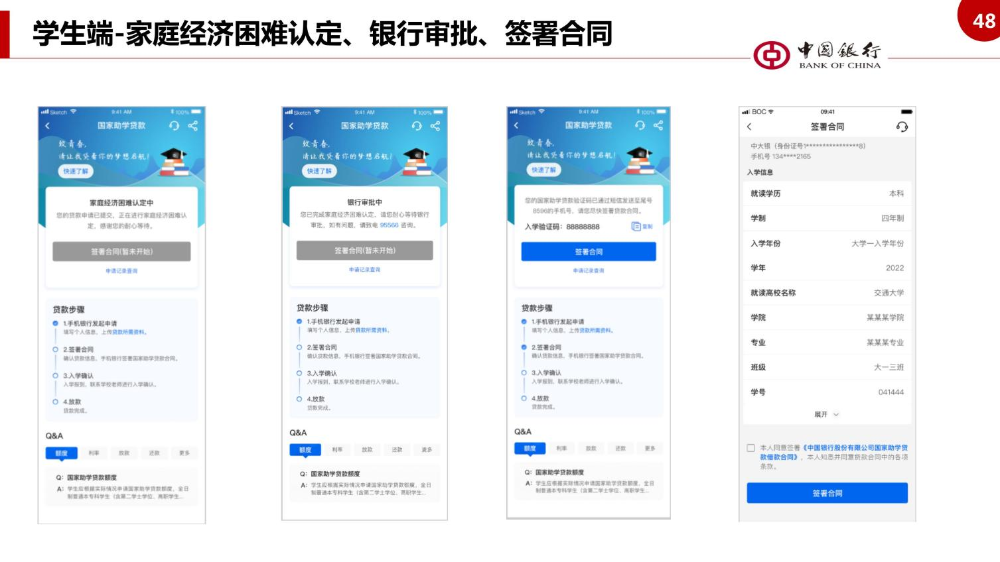 学生端-家庭经济困难认定、银行审批、签署合同
48
中国銀行
BANK OF CHINA
Sketch 9:41 AM 100%
国家助学贷款
致青春，
请让我贷着你的梦想启航!
快速了解
家庭经济困难认定中
您的贷款申请已提交，正在进行家庭经济困难认
定，感谢您的耐心等待。
签署合同(暂未开始)
申请记录查询
贷款步骤
1.手机银行发起申请
填写个人信息，上传贷款所需资料。
2.签署合同
确认贷款信息，手机银行签署国家助学贷款合同。
3.入学确认
入学报到，联系学校老师进行入学确认。
4.放款
贷款完成。
Q&A
额度 利率 放款 还款 更多
Q: 国家助学贷款额度
A: 学生应根据实际情况申请国家助学贷款额度，全日
制普通本专科学生（含第二学士学位、高职学生...
Sketch 9:41 AM 100%
国家助学贷款
致青春，
请让我贷着你的梦想启航!
快速了解
银行审批中
您已完成家庭经济困难认定，请您耐心等待银行
审批，如有问题，请致电 95566 咨询。
签署合同(暂未开始)
申请记录查询
贷款步骤
1.手机银行发起申请
填写个人信息，上传贷款所需资料。
2.签署合同
确认贷款信息，手机银行签署国家助学贷款合同。
3.入学确认
入学报到，联系学校老师进行入学确认。
4.放款
贷款完成。
Q&A
额度 利率 放款 还款 更多
Q: 国家助学贷款额度
A: 学生应根据实际情况申请国家助学贷款额度，全日
制普通本专科学生（含第二学士学位、高职学生...
Sketch 9:41 AM 100%
国家助学贷款
致青春，
请让我贷着你的梦想启航!
快速了解
您的国家助学贷款验证码已通过短信发送至尾号
8596的手机号，请您尽快签署贷款合同。
入学验证码：88888888 复制
签署合同
申请记录查询
贷款步骤
1.手机银行发起申请
填写个人信息，上传贷款所需资料。
2.签署合同
确认贷款信息，手机银行签署国家助学贷款合同。
3.入学确认
入学报到，联系学校老师进行入学确认。
4.放款
贷款完成。
Q&A
额度 利率 放款 还款 更多
Q: 国家助学贷款额度
A: 学生应根据实际情况申请国家助学贷款额度，全日
制普通本专科学生（含第二学士学位、高职学生...
BOC 09:41
签署合同
中大银（身份证号1****************8）
手机号 134****2165
入学信息
就读学历 本科
学制 四年制
入学年份 大学一入学年份
学年 2022
就读高校名称 交通大学
学院 某某某学院
专业 某某某专业
班级 大一三班
学号 041444
展开
本人同意签署《中国银行股份有限公司国家助学贷
款借款合同》，本人知悉并同意贷款合同中的各项
条款。
签署合同